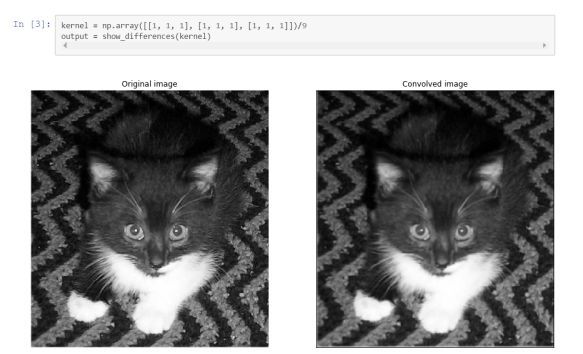 In [3]: kernel = np.array([[1, 1, 1], [1, 1, 1], [1, 1, 1]])/9
output = show_differences(kernel)
Original image
Convolved image